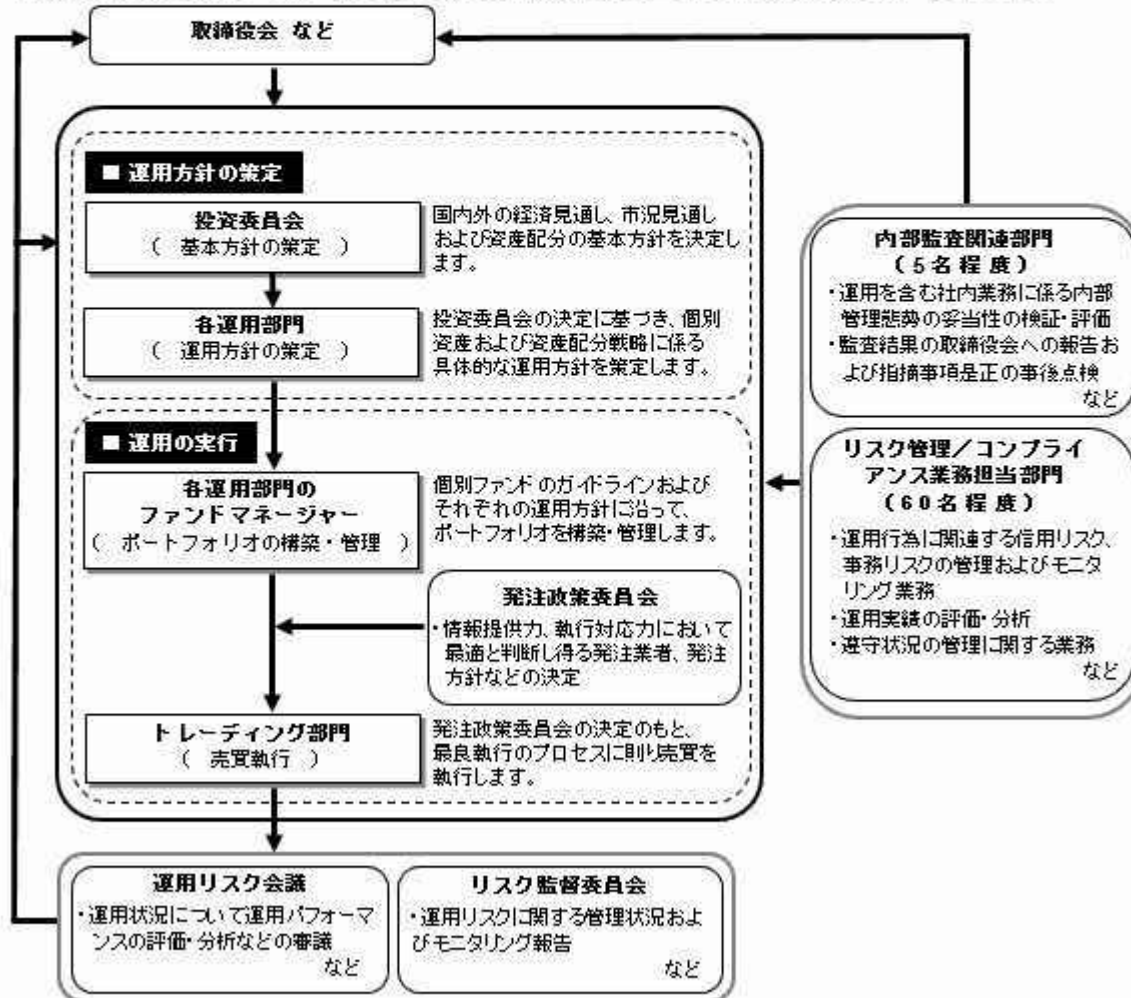 取締役会 など
■ 運用方針の策定
投資委員会
( 基本方針の策定 )
国内外の経済見通し、市況見通し
および資産配分の基本方針を決定し
ます。
各運用部門
( 運用方針の策定 )
投資委員会の決定に基づき、個別
資産および資産配分戦略に係る
具体的な運用方針を策定します。
■ 運用の実行
各運用部門の
ファンドマネージャー
( ポートフォリオの構築・管理 )
個別ファンドのガイドラインおよび
それぞれの運用方針に沿って、
ポートフォリオを構築・管理します。
発注政策委員会
・情報提供力、執行対応力において
最適と判断し得る発注業者、発注
方針などの決定
トレーディング部門
( 売買執行 )
発注政策委員会の決定のもと、
最良執行のプロセスに則り売買を
執行します。
内部監査関連部門
(5名程度)
・運用を含む社内業務に係る内部
管理態勢の妥当性の検証・評価
・監査結果の取締役会への報告お
よび指摘事項是正の事後点検
など
リスク管理/コンプライ
アンス業務担当部門
(60名程度)
・運用行為に関連する信用リスク、
事務リスクの管理およびモニタ
リング業務
・運用実績の評価・分析
・遵守状況の管理に関する業務
など
運用リスク会議
・運用状況について運用パフォーマ
ンスの評価・分析などの審議
など
リスク監督委員会
・運用リスクに関する管理状況およ
びモニタリング報告
など